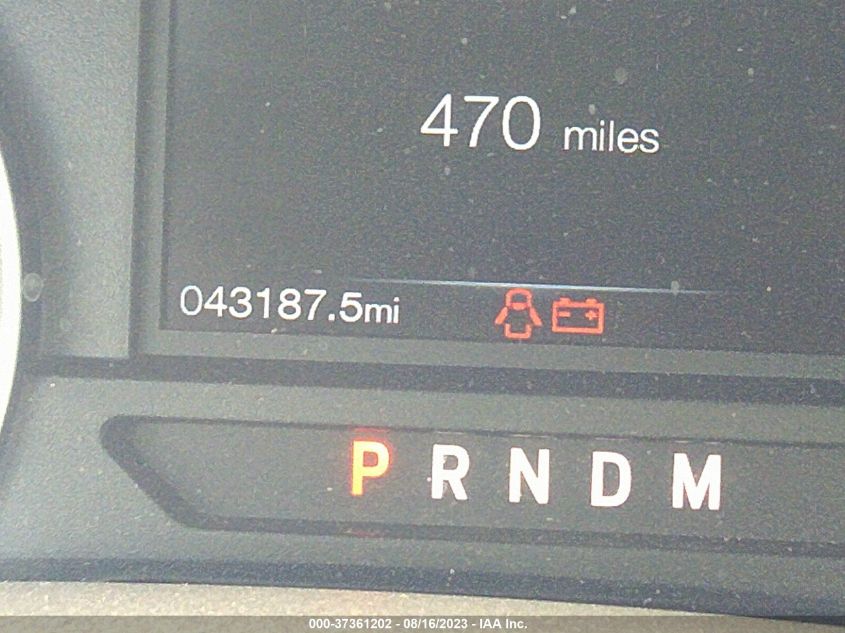 470 miles
043187.5mi
P R N D M
000-37361202 - 08/16/2023 - IAA Inc.